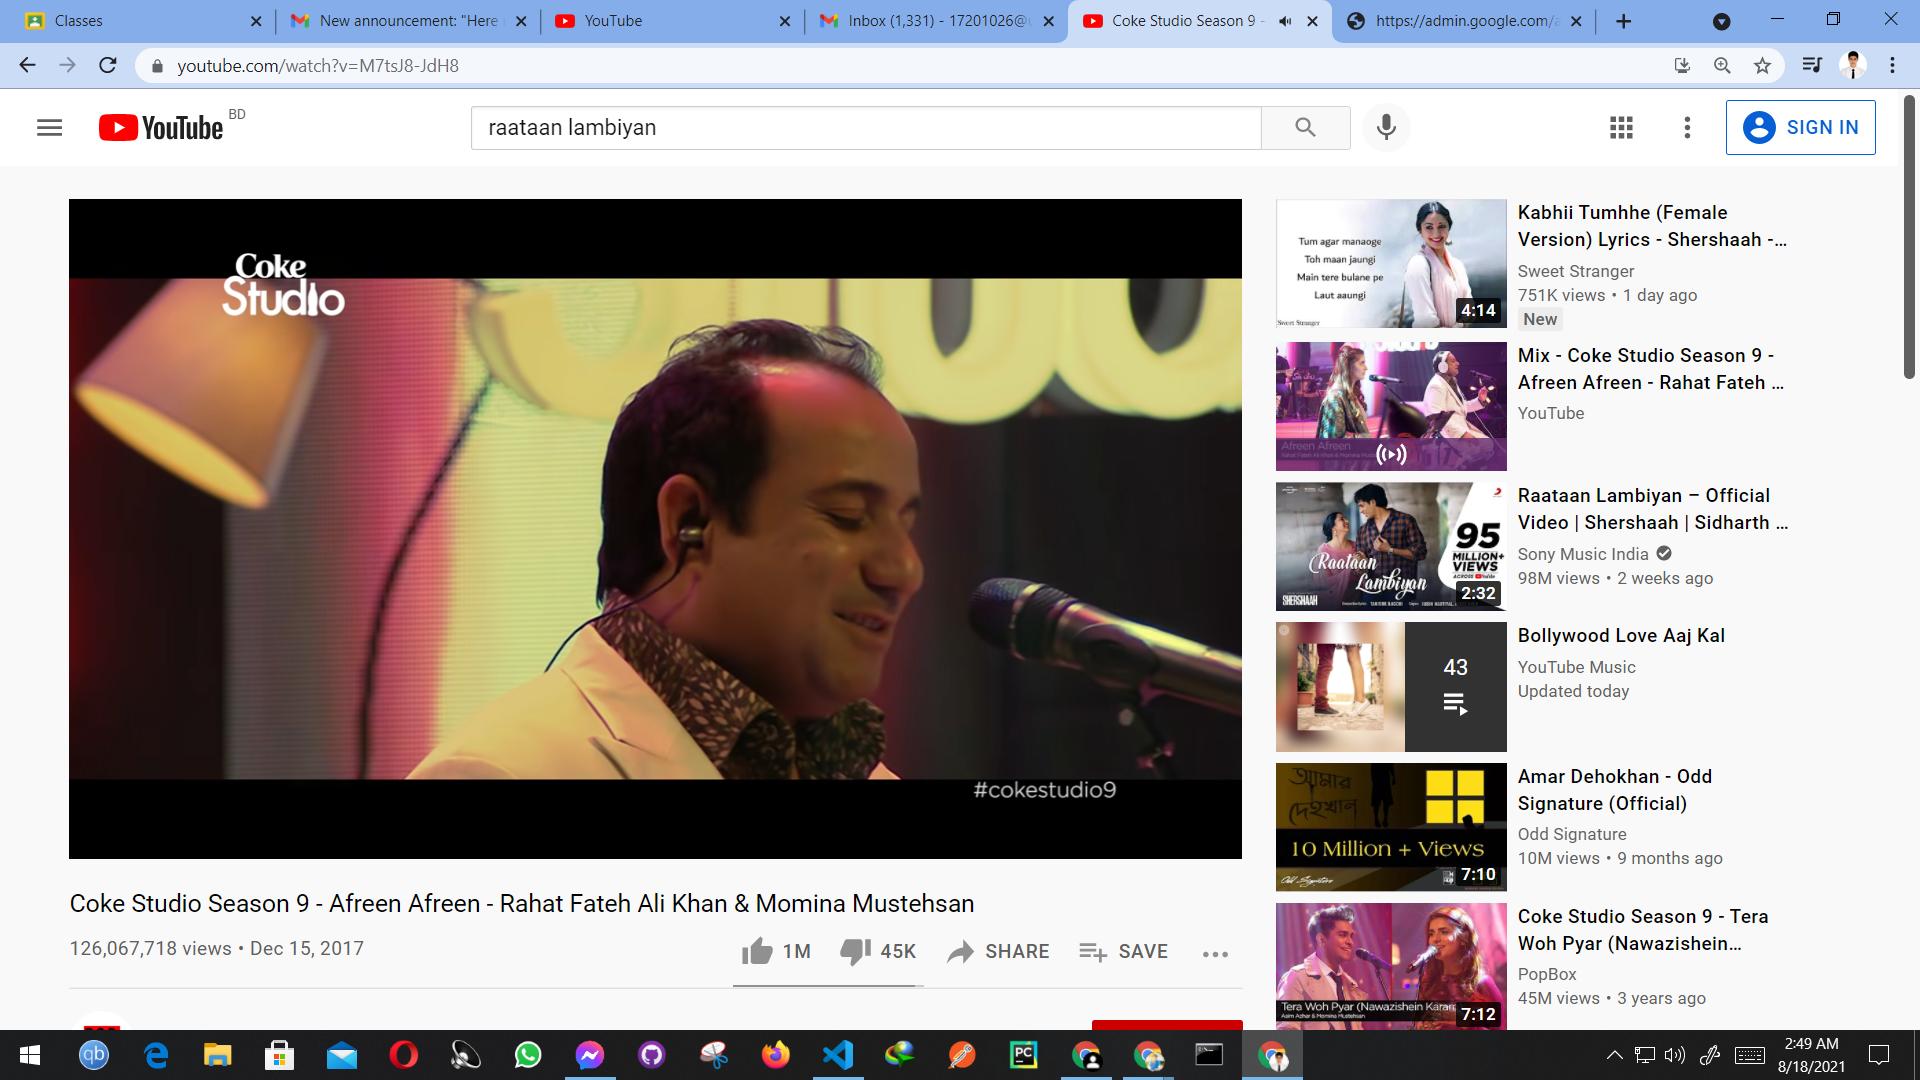 Classes
New announcement: "Here
YouTube
Inbox (1,331) - 17201026@
Coke Studio Season 9 -
https://admin.google.com/
youtube.com/watch?v=M7tsJ8-JdH8
YouTube
BD
raataan lambiyan
SIGN IN
Coke
Studio
#cokestudio9
Coke Studio Season 9 - Afreen Afreen - Rahat Fateh Ali Khan & Momina Mustehsan
126,067,718 views • Dec 15, 2017
1M
45K
SHARE
SAVE
Tum agar manaoge
Toh maan jaungi
Main tere bulane pe
Laut aaungi
Sweet Stranger
4:14
Kabhii Tumhhe (Female
Version) Lyrics - Shershaah -...
Sweet Stranger
751K views • 1 day ago
New
Afreen Afreen
Mix - Coke Studio Season 9 -
Afreen Afreen - Rahat Fateh ...
YouTube
Raataan
Lambiyan
SHERSHAAH
95
MILLION+
VIEWS
2:32
Raataan Lambiyan – Official
Video | Shershaah | Sidharth ...
Sony Music India
98M views • 2 weeks ago
43
Bollywood Love Aaj Kal
YouTube Music
Updated today
আমার
দেহখান
10 Million + Views
Odd Signature
7:10
Amar Dehokhan - Odd
Signature (Official)
Odd Signature
10M views • 9 months ago
Tera Woh Pyar (Nawazishein Karam
Asim Azhar & Momina Mustehsan
7:12
Coke Studio Season 9 - Tera
Woh Pyar (Nawazishein...
PopBox
45M views • 3 years ago
qb
PC
2:49 AM
8/18/2021